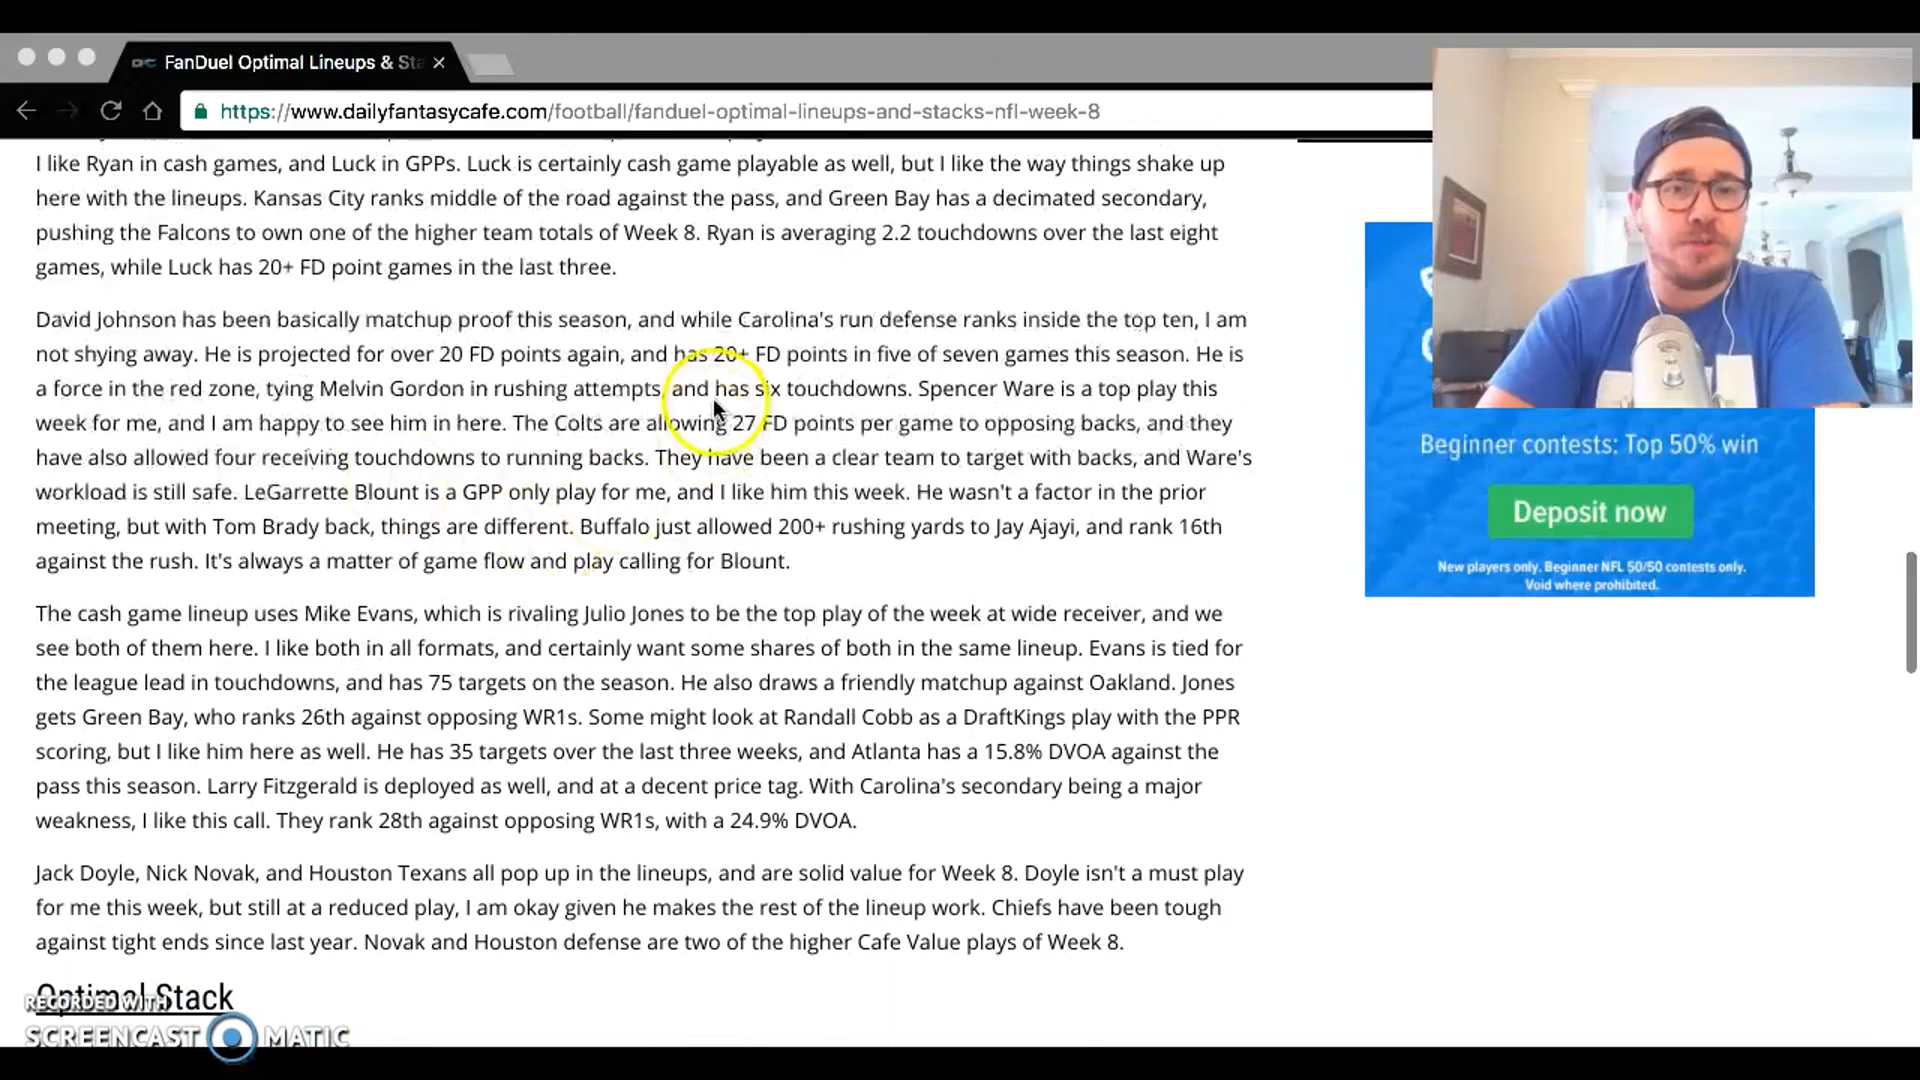 FanDuel Optimal Lineups & Sta
https://www.dailyfantasycafe.com/football/fanduel-optimal-lineups-and-stacks-nfl-week-8
I like Ryan in cash games, and Luck in GPPs. Luck is certainly cash game playable as well, but I like the way things shake up
here with the lineups. Kansas City ranks middle of the road against the pass, and Green Bay has a decimated secondary,
pushing the Falcons to own one of the higher team totals of Week 8. Ryan is averaging 2.2 touchdowns over the last eight
games, while Luck has 20+ FD point games in the last three.
David Johnson has been basically matchup proof this season, and while Carolina's run defense ranks inside the top ten, I am
not shying away. He is projected for over 20 FD points again, and has 20+ FD points in five of seven games this season. He is
a force in the red zone, tying Melvin Gordon in rushing attempts, and has six touchdowns. Spencer Ware is a top play this
week for me, and I am happy to see him in here. The Colts are allowing 27 FD points per game to opposing backs, and they
have also allowed four receiving touchdowns to running backs. They have been a clear team to target with backs, and Ware's
workload is still safe. LeGarrette Blount is a GPP only play for me, and I like him this week. He wasn't a factor in the prior
meeting, but with Tom Brady back, things are different. Buffalo just allowed 200+ rushing yards to Jay Ajayi, and rank 16th
against the rush. It's always a matter of game flow and play calling for Blount.
The cash game lineup uses Mike Evans, which is rivaling Julio Jones to be the top play of the week at wide receiver, and we
see both of them here. I like both in all formats, and certainly want some shares of both in the same lineup. Evans is tied for
the league lead in touchdowns, and has 75 targets on the season. He also draws a friendly matchup against Oakland. Jones
gets Green Bay, who ranks 26th against opposing WR1s. Some might look at Randall Cobb as a DraftKings play with the PPR
scoring, but I like him here as well. He has 35 targets over the last three weeks, and Atlanta has a 15.8% DVOA against the
pass this season. Larry Fitzgerald is deployed as well, and at a decent price tag. With Carolina's secondary being a major
weakness, I like this call. They rank 28th against opposing WR1s, with a 24.9% DVOA.
Jack Doyle, Nick Novak, and Houston Texans all pop up in the lineups, and are solid value for Week 8. Doyle isn't a must play
for me this week, but still at a reduced play, I am okay given he makes the rest of the lineup work. Chiefs have been tough
against tight ends since last year. Novak and Houston defense are two of the higher Cafe Value plays of Week 8.
Optimal Stack
Beginner contests: Top 50% win
Deposit now
New players only. Beginner NFL 50/50 contests only.
Void where prohibited.
RECORDED WITH
SCREENCAST MATIC